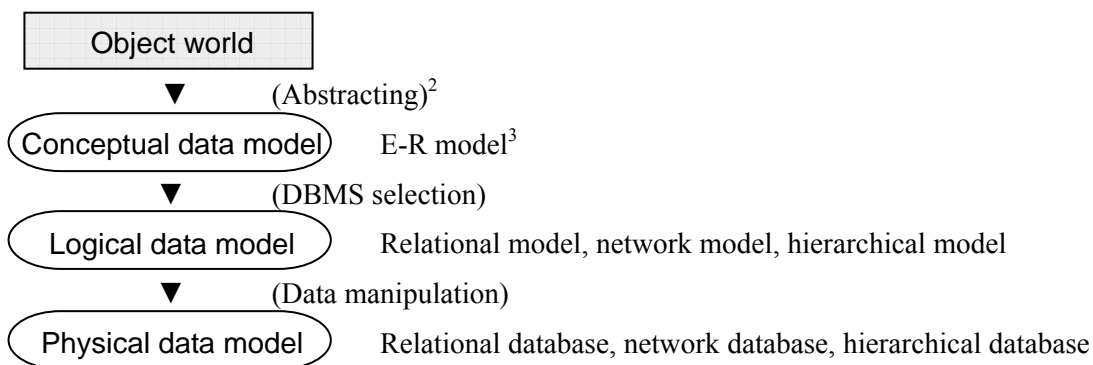 Object world
▼ (Abstracting)²
Conceptual data model E-R model³
▼ (DBMS selection)
Logical data model Relational model, network model, hierarchical model
▼ (Data manipulation)
Physical data model Relational database, network database, hierarchical database